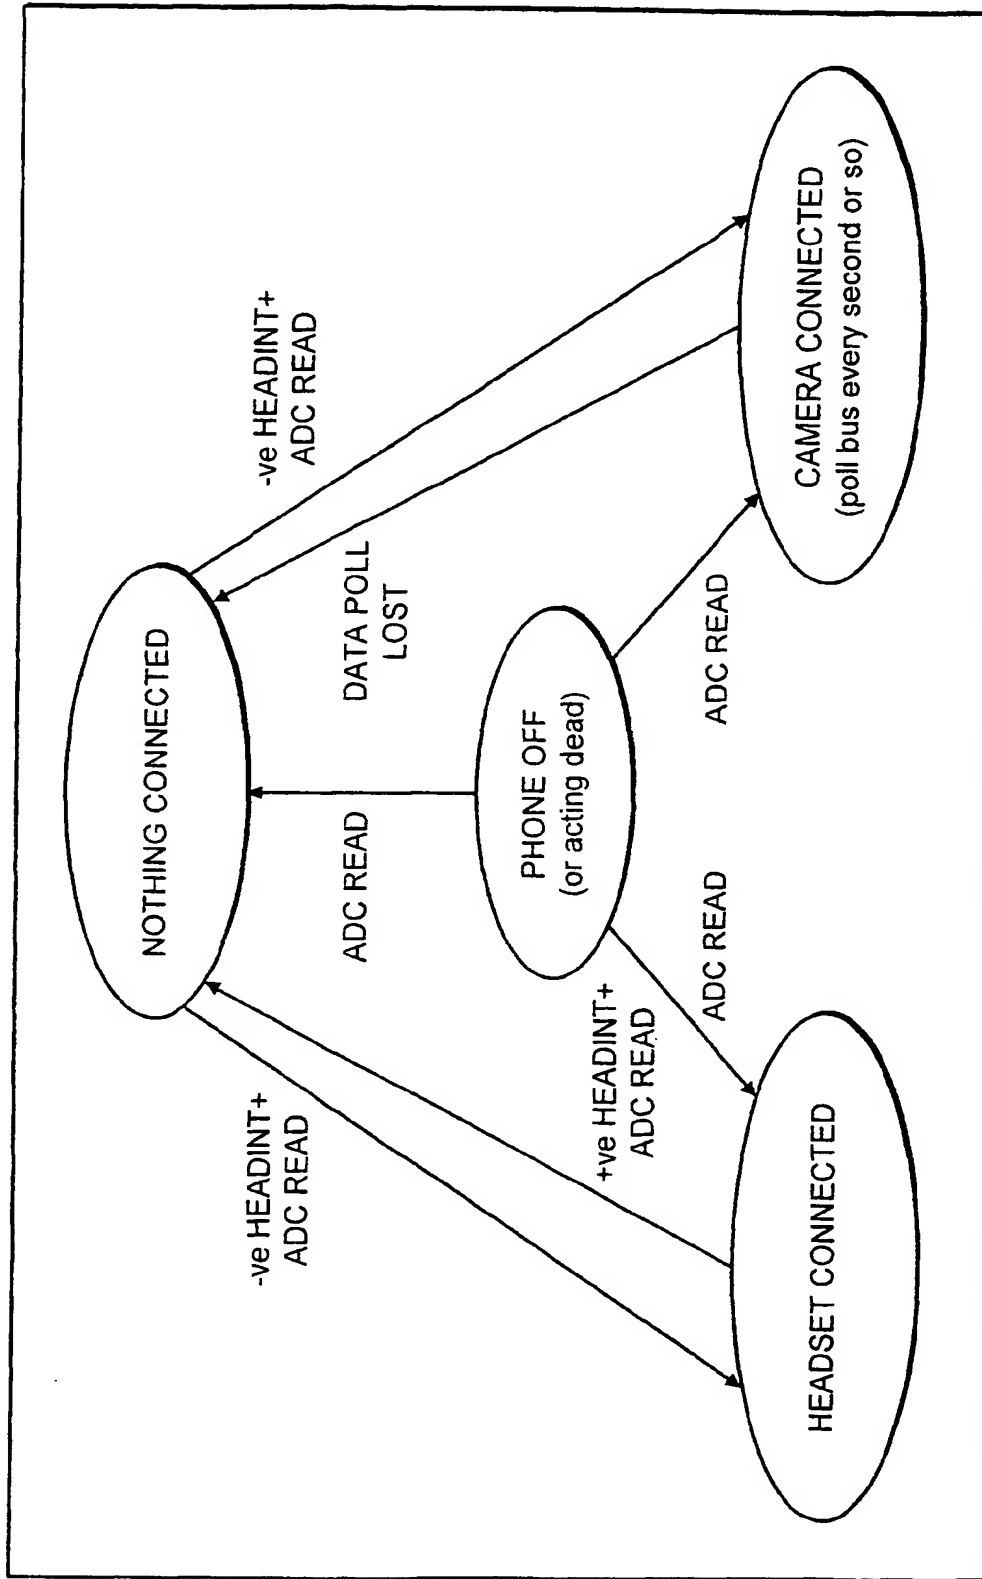 NOTHING CONNECTED
-ve HEADINT+
ADC READ
-ve HEADINT+
ADC READ
ADC READ
DATA POLL
LOST
PHONE OFF
(or acting dead)
+ve HEADINT+
ADC READ
ADC READ
ADC READ
HEADSET CONNECTED
CAMERA CONNECTED
(poll bus every second or so)